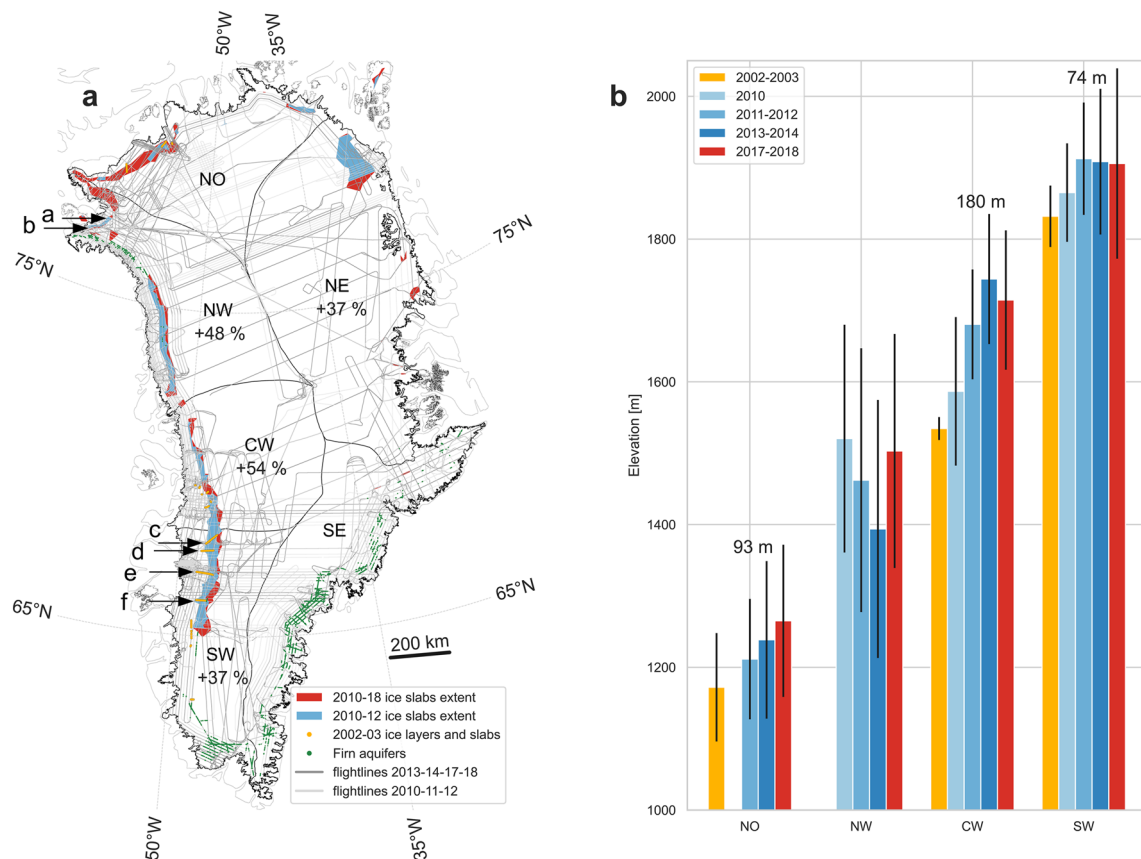 50°W
35°W
a
NO
a
b
75°N
75°N
NW
+48 %
NE
+37 %
CW
+54 %
c
d
e
f
SE
65°N
65°N
200 km
SW
+37 %
2010-18 ice slabs extent
2010-12 ice slabs extent
2002-03 ice layers and slabs
Firn aquifers
flightlines 2013-14-17-18
flightlines 2010-11-12
50°W
35°W
b
2002-2003
2010
2011-2012
2013-2014
2017-2018
74 m
180 m
93 m
Elevation [m]
2000
1800
1600
1400
1200
1000
NO
NW
CW
SW